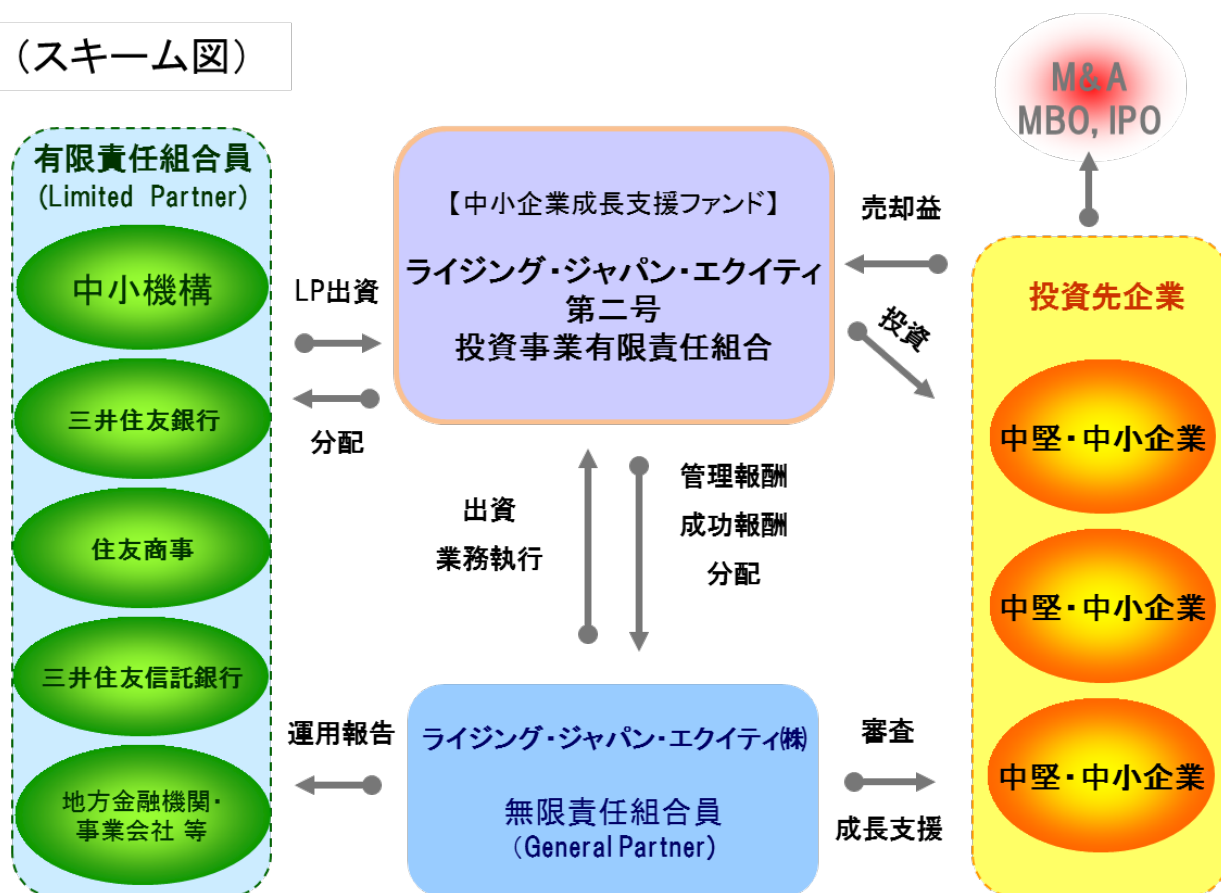 （スキーム図）
M&A
MBO, IPO
有限責任組合員
(Limited Partner)
中小機構
三井住友銀行
住友商事
三井住友信託銀行
地方金融機関・
事業会社 等
LP出資
分配
【中小企業成長支援ファンド】
ライジング・ジャパン・エクイティ
第二号
投資事業有限責任組合
売却益
投資
投資先企業
中堅・中小企業
中堅・中小企業
中堅・中小企業
出資
業務執行
管理報酬
成功報酬
分配
運用報告
ライジング・ジャパン・エクイティ㈱
無限責任組合員
（General Partner）
審査
成長支援